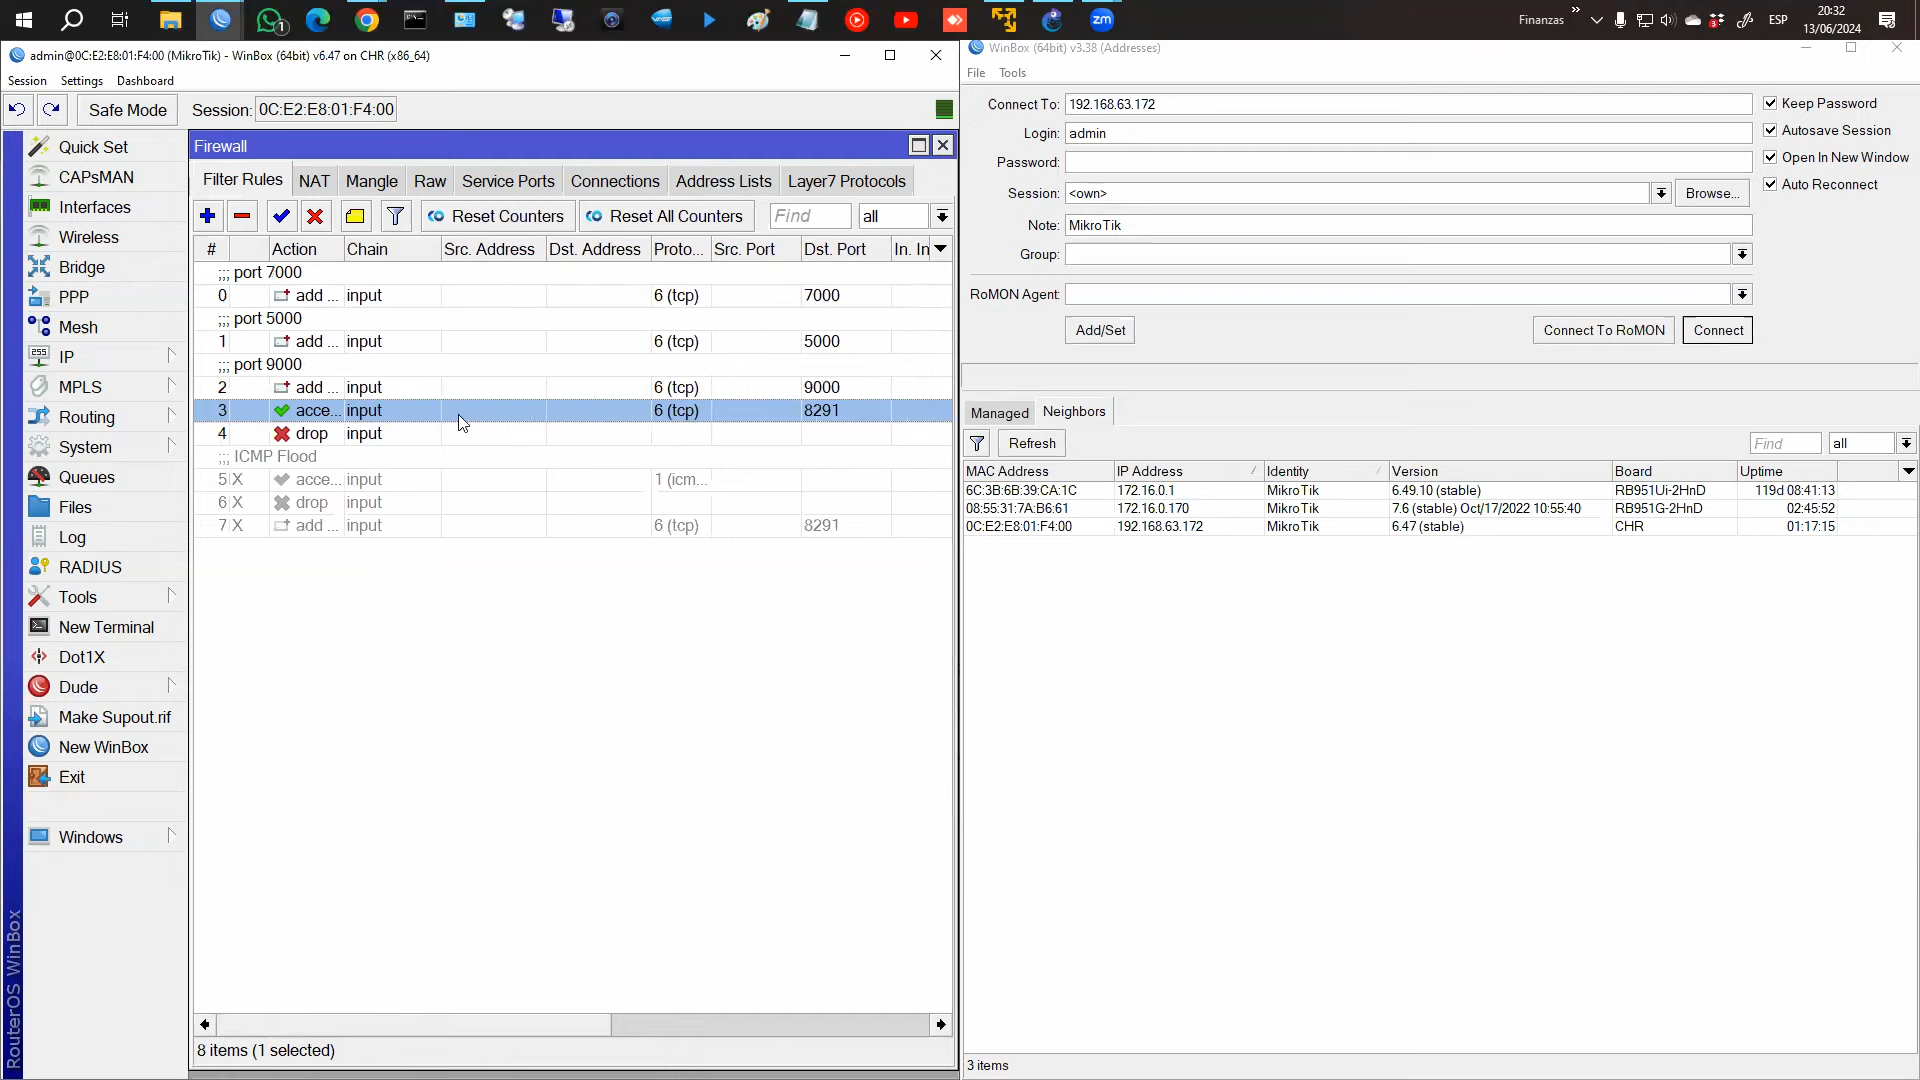 Finanzas » ESP 20:32
13/06/2024
admin@0C:E2:E8:01:F4:00 (MikroTik) - WinBox (64bit) v6.47 on CHR (x86_64)
Session Settings Dashboard
Safe Mode Session: 0C:E2:E8:01:F4:00
Quick Set
CAPsMAN
Interfaces
Wireless
Bridge
PPP
Mesh
IP
MPLS
Routing
System
Queues
Files
Log
RADIUS
Tools
New Terminal
Dot1X
Dude
Make Supout.rif
New WinBox
Exit
Windows
RouterOS WinBox
Firewall
Filter Rules NAT Mangle Raw Service Ports Connections Address Lists Layer7 Protocols
Reset Counters Reset All Counters Find all
# Action Chain Src. Address Dst. Address Proto... Src. Port Dst. Port In. In
;;; port 7000
0 add ... input 6 (tcp) 7000
;;; port 5000
1 add ... input 6 (tcp) 5000
;;; port 9000
2 add ... input 6 (tcp) 9000
3 acce... input 6 (tcp) 8291
4 drop input
;;; ICMP Flood
5 X acce... input 1 (icm...
6 X drop input
7 X add ... input 6 (tcp) 8291
8 items (1 selected)
WinBox (64bit) v3.38 (Addresses)
File Tools
Connect To: 192.168.63.172
Login: admin
Password:
Session: <own> Browse...
Note: MikroTik
Group:
RoMON Agent:
Keep Password
Autosave Session
Open In New Window
Auto Reconnect
Add/Set Connect To RoMON Connect
Managed Neighbors
Refresh Find all
MAC Address IP Address Identity Version Board Uptime
6C:3B:6B:39:CA:1C 172.16.0.1 MikroTik 6.49.10 (stable) RB951Ui-2HnD 119d 08:41:13
08:55:31:7A:B6:61 172.16.0.170 MikroTik 7.6 (stable) Oct/17/2022 10:55:40 RB951G-2HnD 02:45:52
0C:E2:E8:01:F4:00 192.168.63.172 MikroTik 6.47 (stable) CHR 01:17:15
3 items